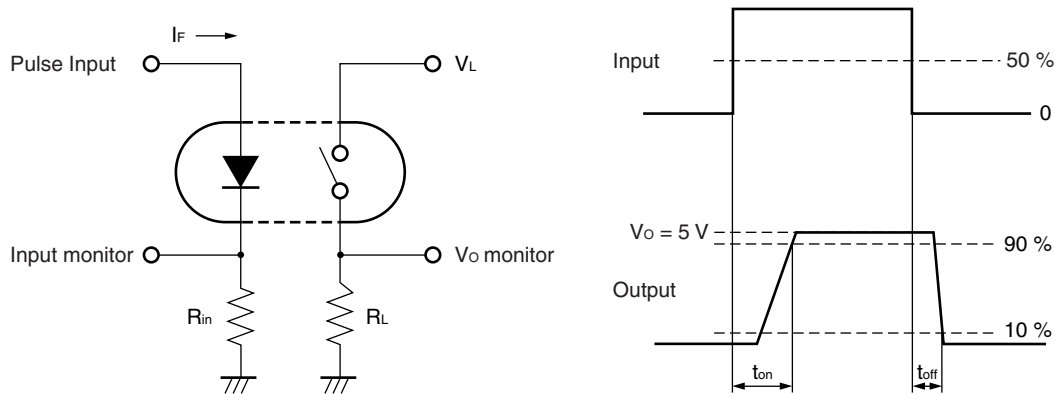 IF
Pulse Input
VL
Input monitor
VO monitor
Rin
RL
Input
50 %
0
VO = 5 V
90 %
Output
10 %
ton
toff